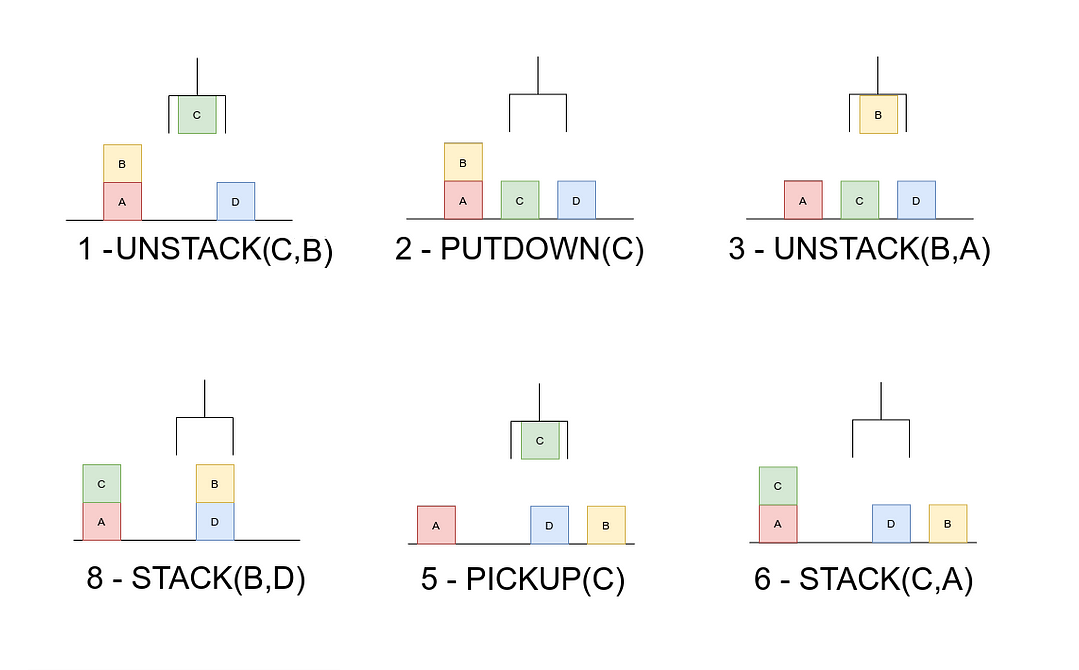 C
B
A
D
1 -UNSTACK(C,B)
B
A
C
D
2 - PUTDOWN(C)
B
A
C
D
3 - UNSTACK(B,A)
C
A
B
D
8 - STACK(B,D)
C
A
D
B
5 - PICKUP(C)
C
A
D
B
6 - STACK(C,A)